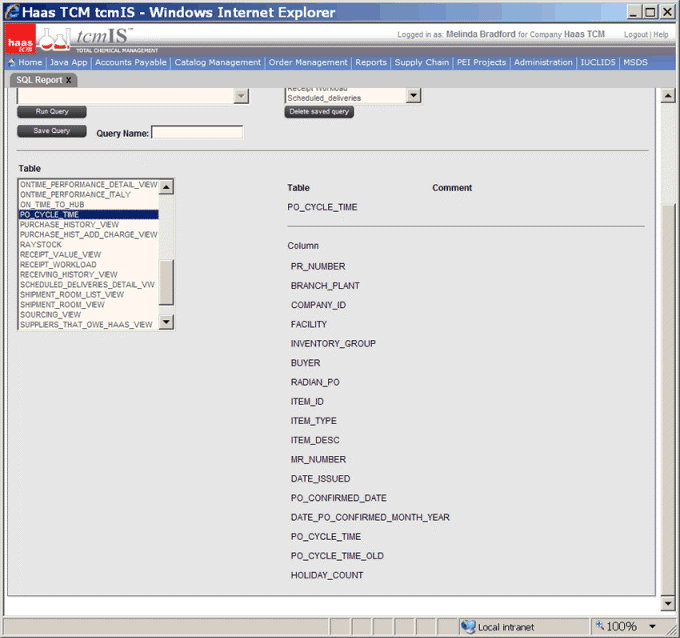 Haas TCM tcmIS - Windows Internet Explorer
haas tcmIS
tcmIS™
TOTAL CHEMICAL MANAGEMENT
Logged in as: Melinda Bradford for Company Haas TCM
Logout | Help
Home | Java App | Accounts Payable | Catalog Management | Order Management | Reports | Supply Chain | PEI Projects | Administration | IUCLID5 | MSDS
SQL Report X
Receipt Workload
Scheduled_deliveries
Run Query
Delete saved query
Save Query
Query Name:
Table
ONTIME_PERFORMANCE_DETAIL_VIEW
ONTIME_PERFORMANCE_ITALY
ON_TIME_TO_HUB
PO_CYCLE_TIME
PURCHASE_HISTORY_VIEW
PURCHASE_HIST_ADD_CHARGE_VIEW
RAYSTOCK
RECEIPT_VALUE_VIEW
RECEIPT_WORKLOAD
RECEIVING_HISTORY_VIEW
SCHEDULED_DELIVERIES_DETAIL_VW
SHIPMENT_ROOM_LIST_VIEW
SHIPMENT_ROOM_VIEW
SOURCING_VIEW
SUPPLIERS_THAT_OWE_HAAS_VIEW
Table Comment
PO_CYCLE_TIME
Column
PR_NUMBER
BRANCH_PLANT
COMPANY_ID
FACILITY
INVENTORY_GROUP
BUYER
RADIAN_PO
ITEM_ID
ITEM_TYPE
ITEM_DESC
MR_NUMBER
DATE_ISSUED
PO_CONFIRMED_DATE
DATE_PO_CONFIRMED_MONTH_YEAR
PO_CYCLE_TIME
PO_CYCLE_TIME_OLD
HOLIDAY_COUNT
Local intranet
100%